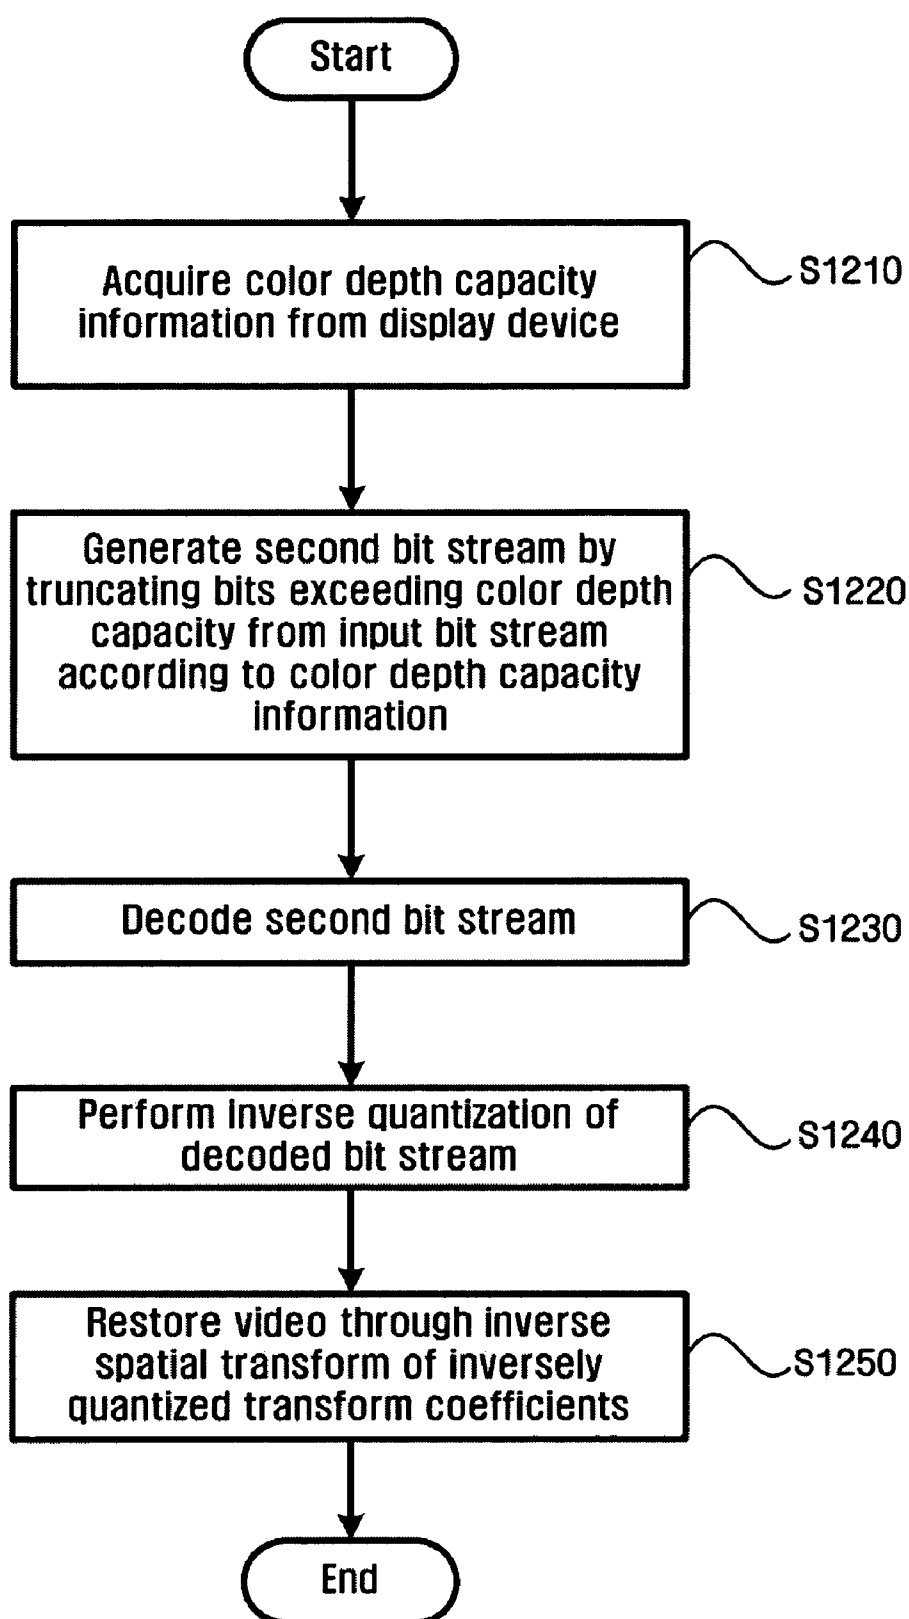 Start
Acquire color depth capacity
information from display device
S1210
Generate second bit stream by
truncating bits exceeding color depth
capacity from input bit stream
according to color depth capacity
information
S1220
Decode second bit stream
S1230
Perform inverse quantization of
decoded bit stream
S1240
Restore video through inverse
spatial transform of inversely
quantized transform coefficients
S1250
End